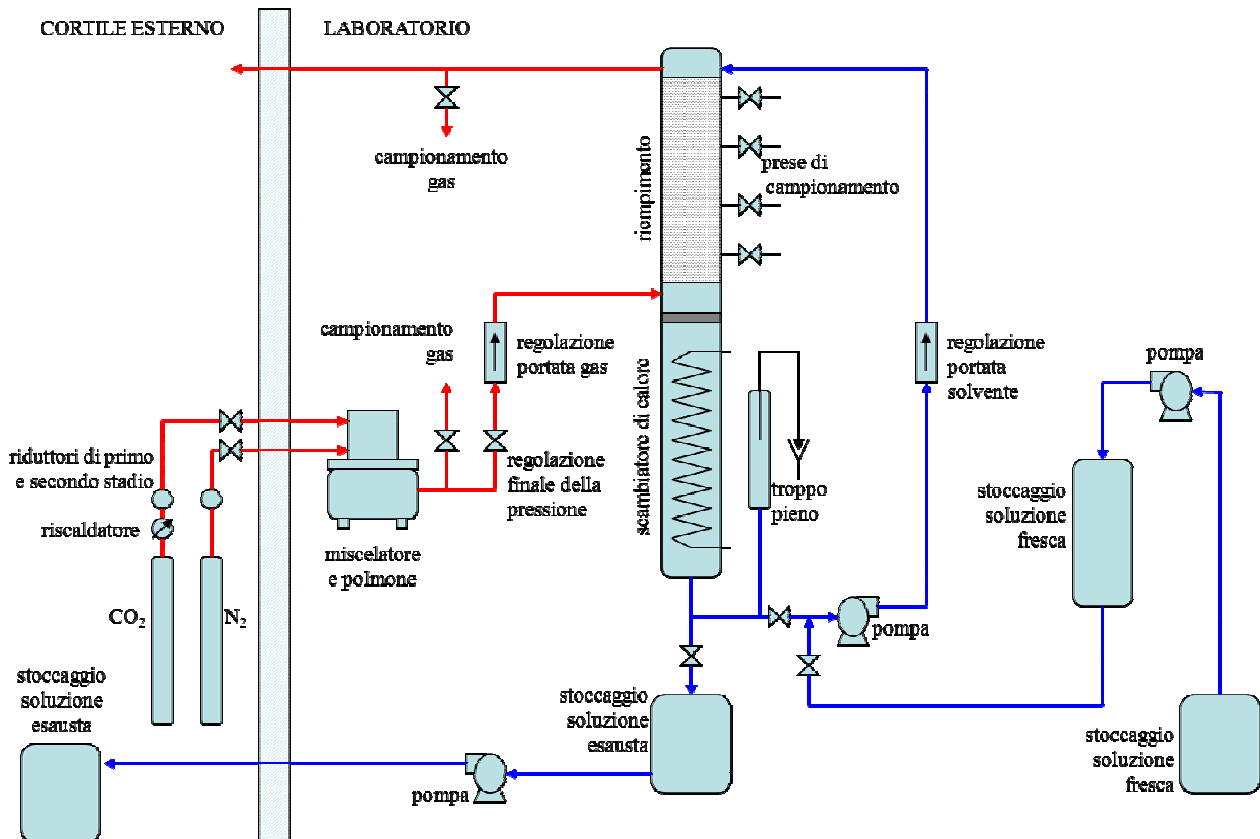 CORTILE ESTERNO
LABORATORIO
campionamento
gas
riempimento
prese di
campionamento
campionamento
gas
regolazione
portata gas
regolazione
portata
solvente
pompa
riduttori di primo
e secondo stadio
riscaldatore
regolazione
finale della
pressione
scambiatore di calore
troppo
pieno
stoccaggio
soluzione
fresca
miscelatore
e polmone
CO₂
N₂
pompa
stoccaggio
soluzione
esausta
stoccaggio
soluzione
esausta
stoccaggio
soluzione
fresca
pompa